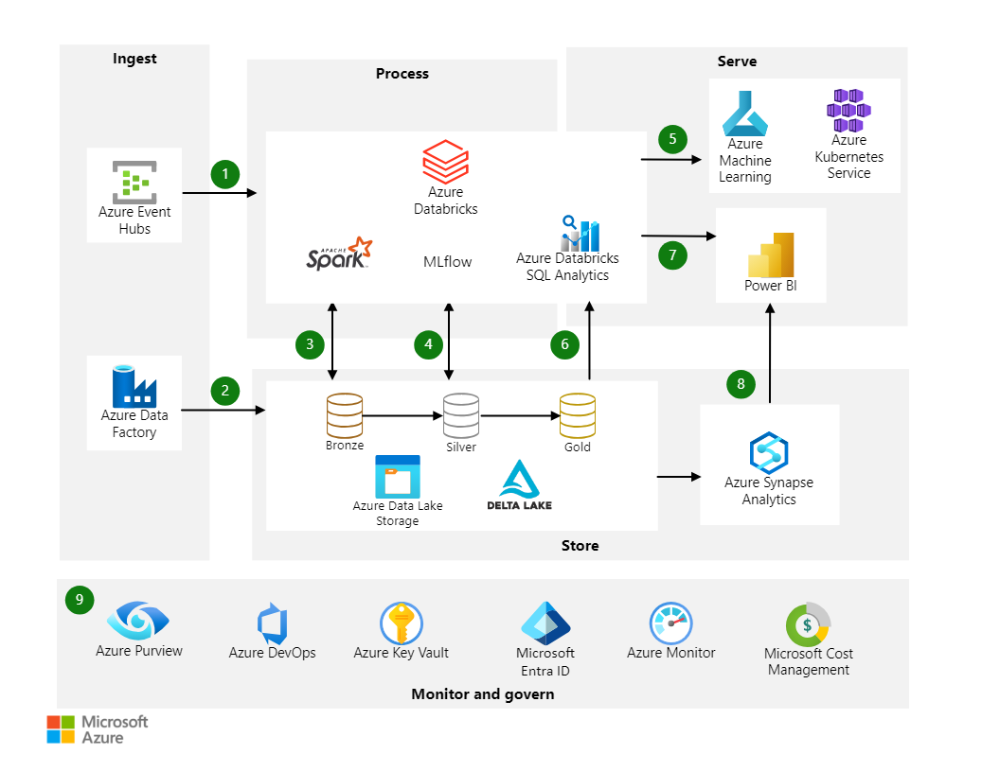 Ingest
Process
Serve
Azure Event
Hubs
1
Azure
Databricks
APACHE
Spark
TM
MLflow
Azure Databricks
SQL Analytics
5
Azure
Machine
Learning
Azure
Kubernetes
Service
7
Power BI
3
4
6
8
Azure Data
Factory
2
Bronze
Silver
Gold
Azure Data Lake
Storage
DELTA LAKE
Azure Synapse
Analytics
Store
9
Azure Purview
Azure DevOps
Azure Key Vault
Microsoft
Entra ID
Azure Monitor
$
Microsoft Cost
Management
Monitor and govern
Microsoft
Azure